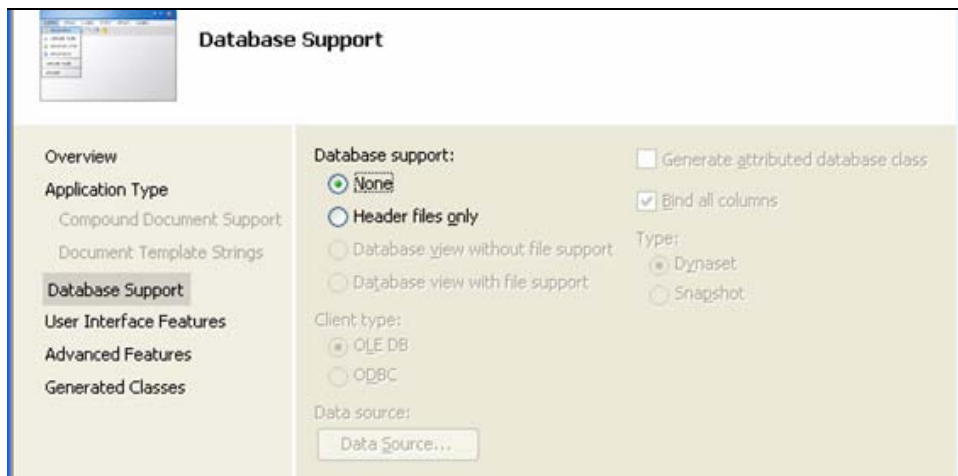 Database Support
Overview
Application Type
Compound Document Support
Document Template Strings
Database Support
User Interface Features
Advanced Features
Generated Classes
Database support:
None
Header files only
Database view without file support
Database view with file support
Client type:
OLE DB
ODBC
Data source:
Data Source...
Generate attributed database class
Bind all columns
Type:
Dynaset
Snapshot